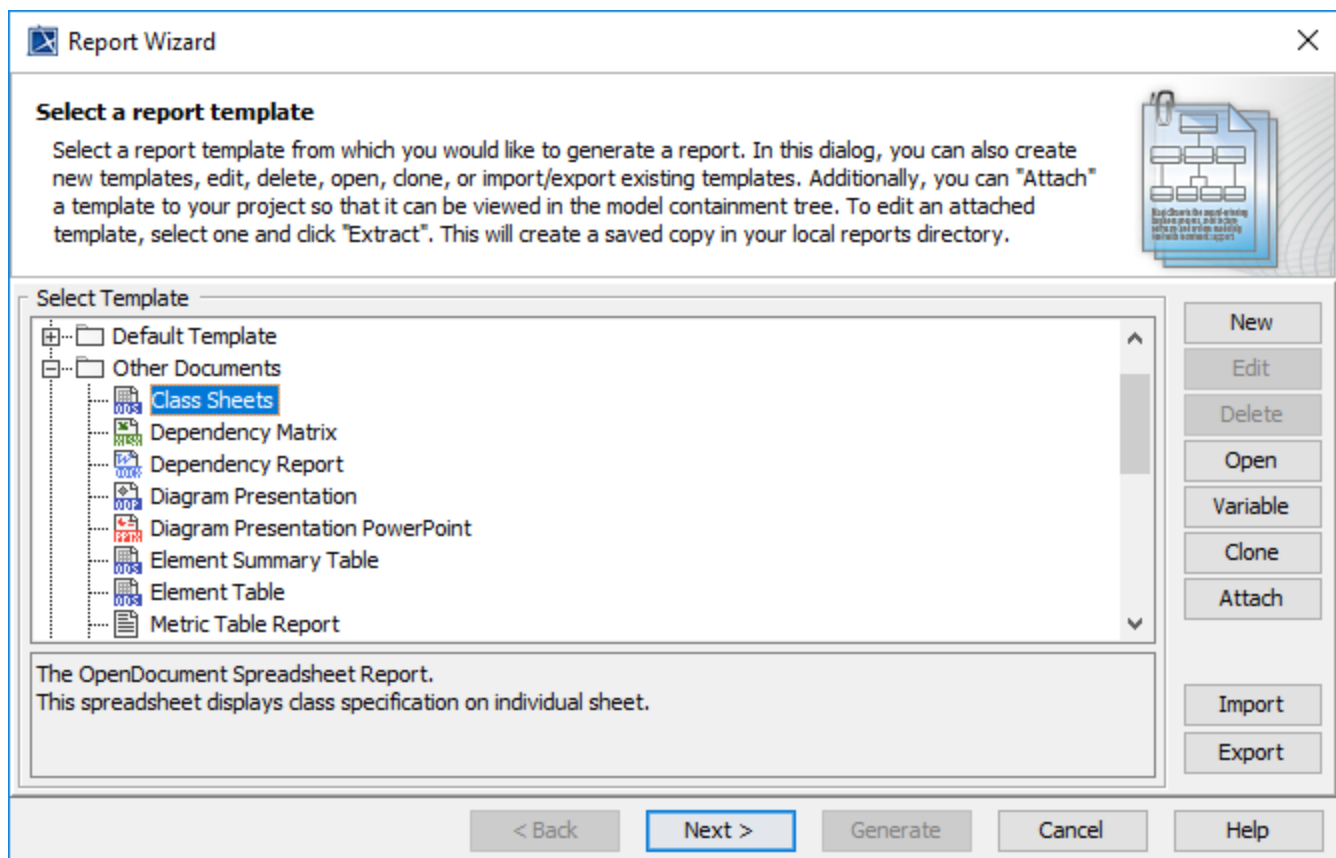 Report Wizard
Select a report template
Select a report template from which you would like to generate a report. In this dialog, you can also create
new templates, edit, delete, open, clone, or import/export existing templates. Additionally, you can "Attach"
a template to your project so that it can be viewed in the model containment tree. To edit an attached
template, select one and click "Extract". This will create a saved copy in your local reports directory.
Select Template
Default Template
Other Documents
ODS Class Sheets
XLSX Dependency Matrix
Dependency Report
ODP Diagram Presentation
PPTX Diagram Presentation PowerPoint
ODS Element Summary Table
ODS Element Table
Metric Table Report
The OpenDocument Spreadsheet Report.
This spreadsheet displays class specification on individual sheet.
New
Edit
Delete
Open
Variable
Clone
Attach
Import
Export
< Back
Next >
Generate
Cancel
Help